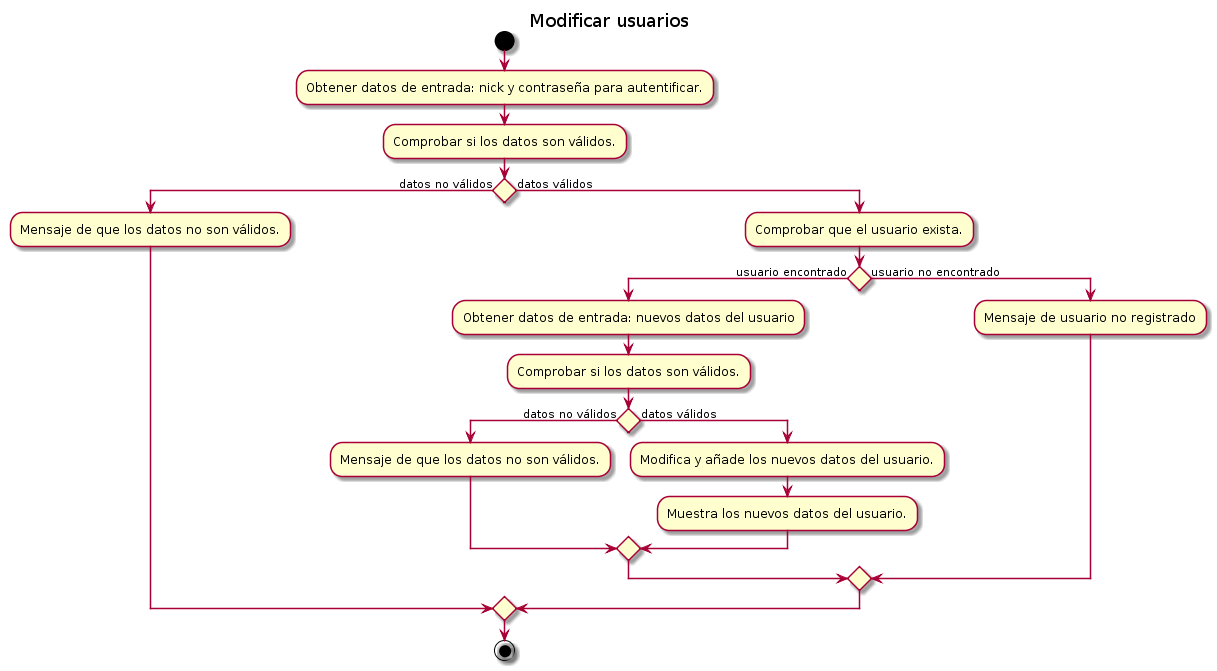 Modificar usuarios
Obtener datos de entrada: nick y contraseña para autentificar.
Comprobar si los datos son válidos.
datos no válidos
datos válidos
Mensaje de que los datos no son válidos.
Comprobar que el usuario exista.
usuario encontrado
usuario no encontrado
Obtener datos de entrada: nuevos datos del usuario
Mensaje de usuario no registrado
Comprobar si los datos son válidos.
datos no válidos
datos válidos
Mensaje de que los datos no son válidos.
Modifica y añade los nuevos datos del usuario.
Muestra los nuevos datos del usuario.